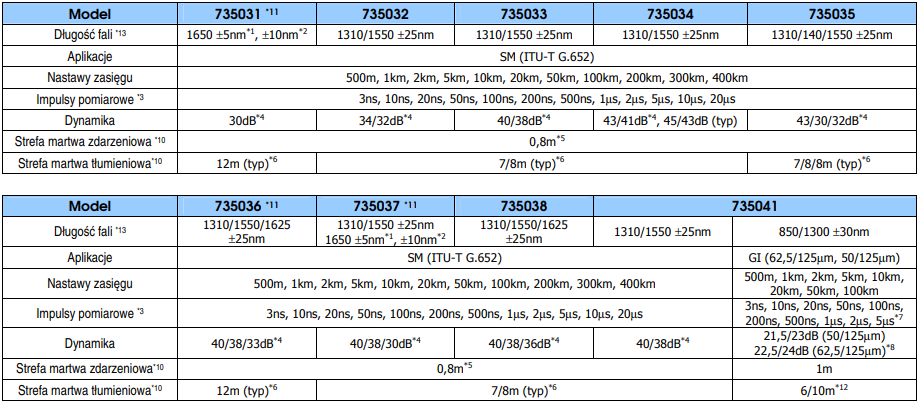 Model 735031 *11 735032 735033 735034 735035
Długość fali *13 1650 ±5nm*1, ±10nm*2 1310/1550 ±25nm 1310/1550 ±25nm 1310/1550 ±25nm 1310/140/1550 ±25nm
Aplikacje SM (ITU-T G.652)
Nastawy zasięgu 500m, 1km, 2km, 5km, 10km, 20km, 50km, 100km, 200km, 300km, 400km
Impulsy pomiarowe *3 3ns, 10ns, 20ns, 50ns, 100ns, 200ns, 500ns, 1μs, 2μs, 5μs, 10μs, 20μs
Dynamika 30dB*4 34/32dB*4 40/38dB*4 43/41dB*4, 45/43dB (typ) 43/30/32dB*4
Strefa martwa zdarzeniowa *10 0,8m*5
Strefa martwa tłumieniowa*10 12m (typ)*6 7/8m (typ)*6 7/8/8m (typ)*6
Model 735036 *11 735037 *11 735038 735041
Długość fali *13 1310/1550/1625 ±25nm 1310/1550 ±25nm 1650 ±5nm*1, ±10nm*2 1310/1550/1625 ±25nm 1310/1550 ±25nm 850/1300 ±30nm
Aplikacje SM (ITU-T G.652) GI (62,5/125μm, 50/125μm)
Nastawy zasięgu 500m, 1km, 2km, 5km, 10km, 20km, 50km, 100km, 200km, 300km, 400km 500m, 1km, 2km, 5km, 10km, 20km, 50km, 100km
Impulsy pomiarowe *3 3ns, 10ns, 20ns, 50ns, 100ns, 200ns, 500ns, 1μs, 2μs, 5μs, 10μs, 20μs 3ns, 10ns, 20ns, 50ns, 100ns, 200ns, 500ns, 1μs, 2μs, 5μs*7
Dynamika 40/38/33dB*4 40/38/30dB*4 40/38/36dB*4 40/38dB*4 21,5/23dB (50/125μm) 22,5/24dB (62,5/125μm)*8
Strefa martwa zdarzeniowa*10 0,8m*5 1m
Strefa martwa tłumieniowa*10 12m (typ)*6 7/8m (typ)*6 6/10m*12